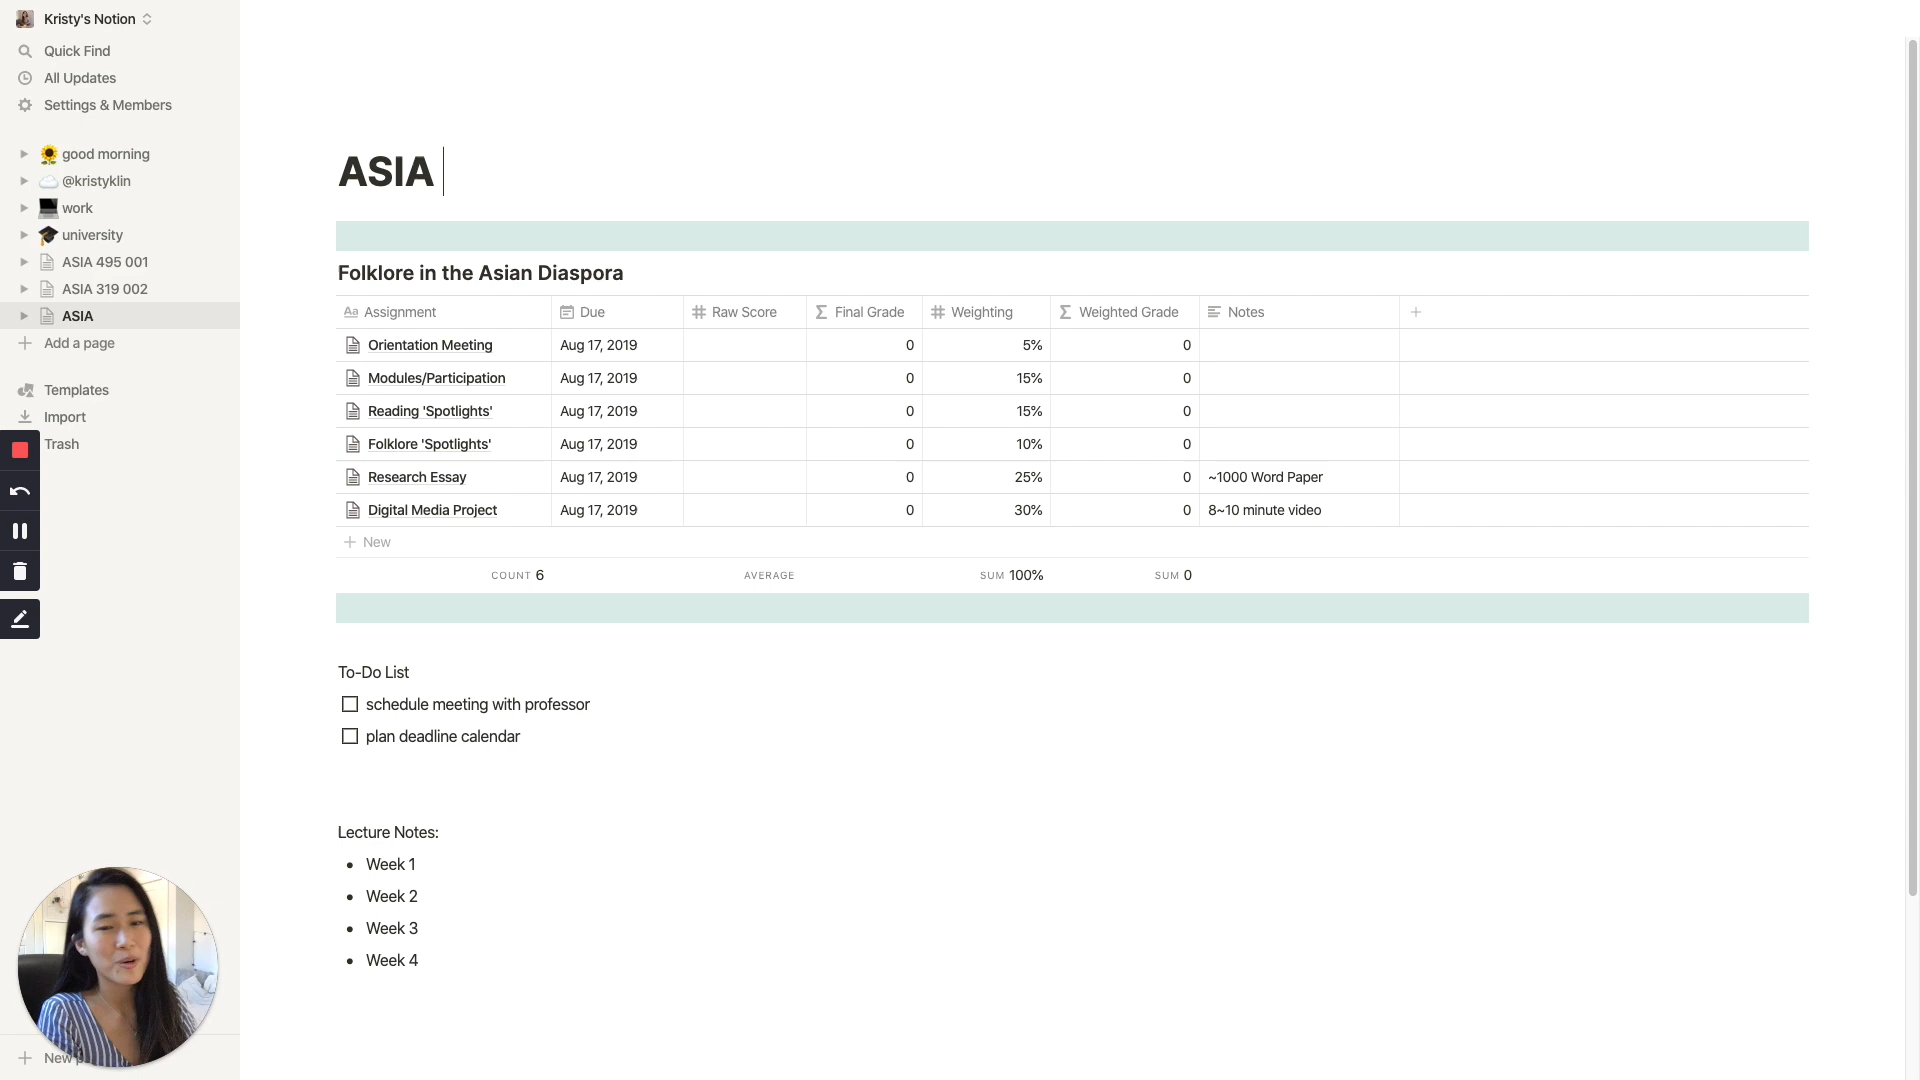 Kristy's Notion
Quick Find
All Updates
Settings & Members
good morning
@kristyklin
work
university
ASIA 495 001
ASIA 319 002
ASIA
Add a page
Templates
Import
Trash
New p
ASIA
Folklore in the Asian Diaspora
Aa Assignment Due # Raw Score Σ Final Grade # Weighting Σ Weighted Grade Notes +
Orientation Meeting Aug 17, 2019 0 5% 0
Modules/Participation Aug 17, 2019 0 15% 0
Reading 'Spotlights' Aug 17, 2019 0 15% 0
Folklore 'Spotlights' Aug 17, 2019 0 10% 0
Research Essay Aug 17, 2019 0 25% 0 ~1000 Word Paper
Digital Media Project Aug 17, 2019 0 30% 0 8~10 minute video
+ New
COUNT 6 AVERAGE SUM 100% SUM 0
To-Do List
schedule meeting with professor
plan deadline calendar
Lecture Notes:
• Week 1
• Week 2
• Week 3
• Week 4